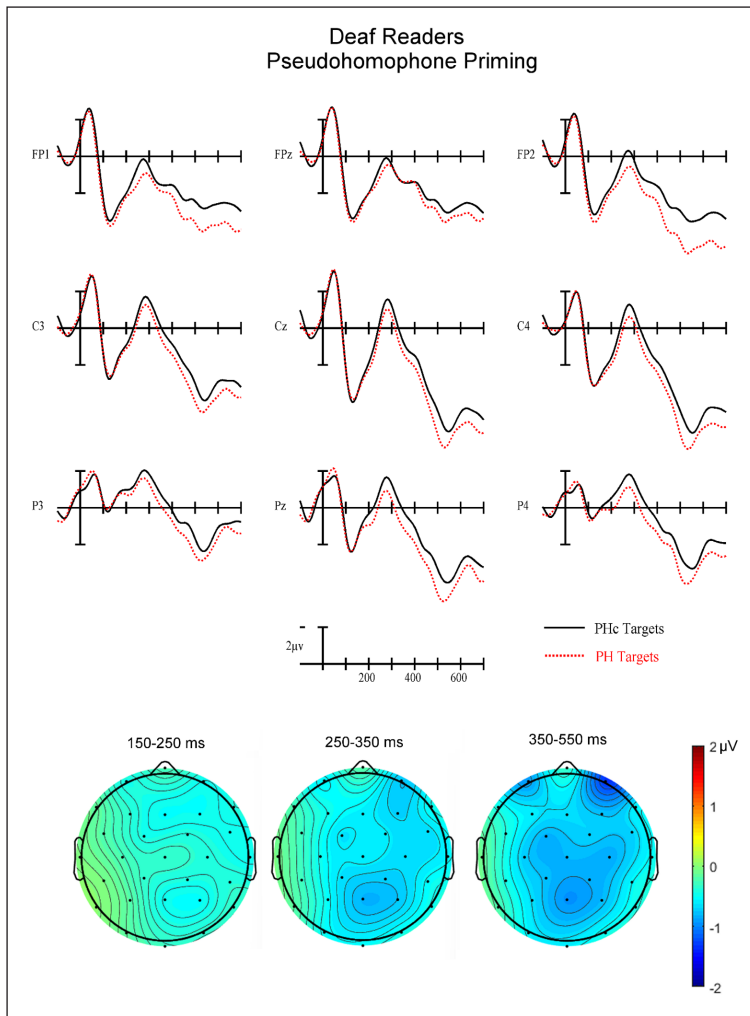 Deaf Readers
Pseudohomophone Priming
FP1
FPz
FP2
C3
Cz
C4
P3
Pz
P4
2µv
200
400
600
PHc Targets
PH Targets
150-250 ms
250-350 ms
350-550 ms
2 µV
1
0
-1
-2